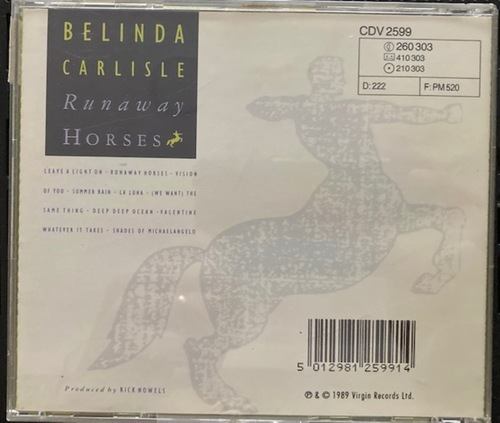 BELINDA
CARLISLE
Runaway
HORSES
LEAVE A LIGHT ON - RUNAWAY HORSES - VISION
OF YOU - SUMMER RAIN - LA LUNA - (WE WANT) THE
SAME THING - DEEP DEEP OCEAN - VALENTINE
WHATEVER IT TAKES - SHADES OF MICHAELANGELO
CDV 2599
260 303
410 303
210 303
D: 222 F: PM 520
5 012981 259914
Produced by RICK NOWELS
℗ & © 1989 Virgin Records Ltd.